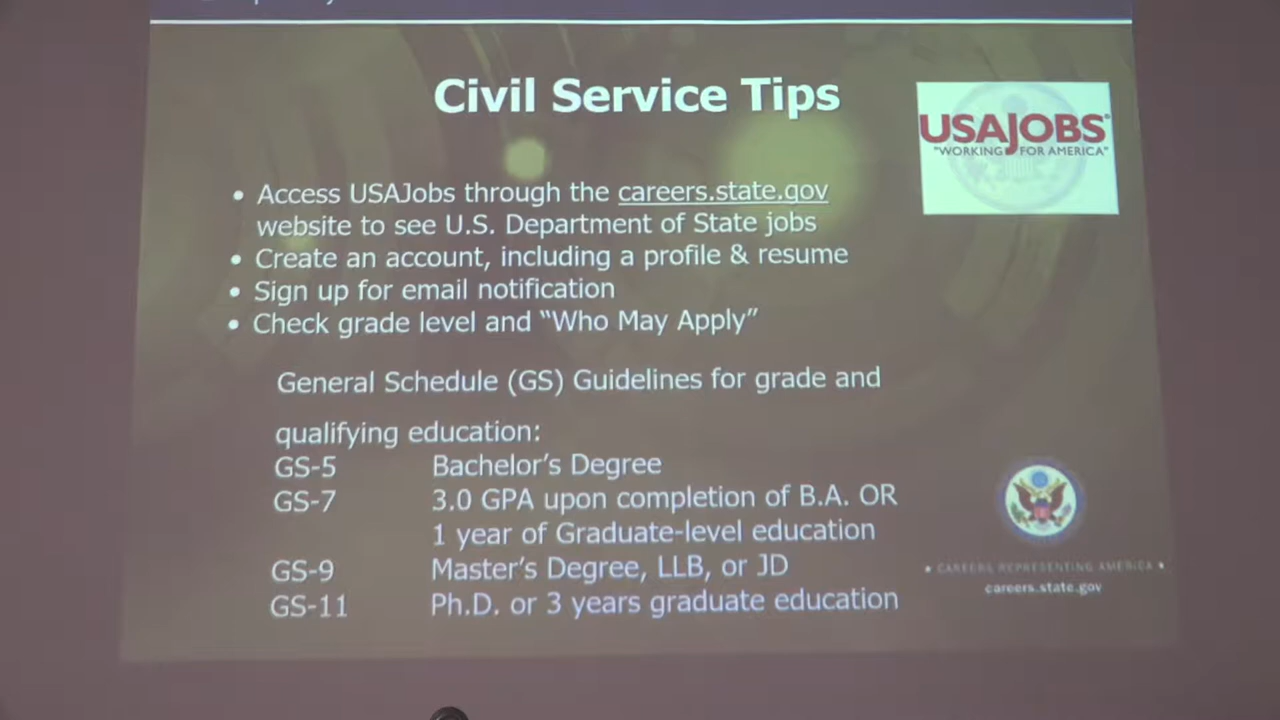 Civil Service Tips
USAJOBS®
"WORKING FOR AMERICA"
• Access USAJobs through the careers.state.gov
website to see U.S. Department of State jobs
• Create an account, including a profile & resume
• Sign up for email notification
• Check grade level and “Who May Apply”
General Schedule (GS) Guidelines for grade and
qualifying education:
GS-5 Bachelor’s Degree
GS-7 3.0 GPA upon completion of B.A. OR
1 year of Graduate-level education
GS-9 Master’s Degree, LLB, or JD
GS-11 Ph.D. or 3 years graduate education
• CAREERS REPRESENTING AMERICA •
careers.state.gov